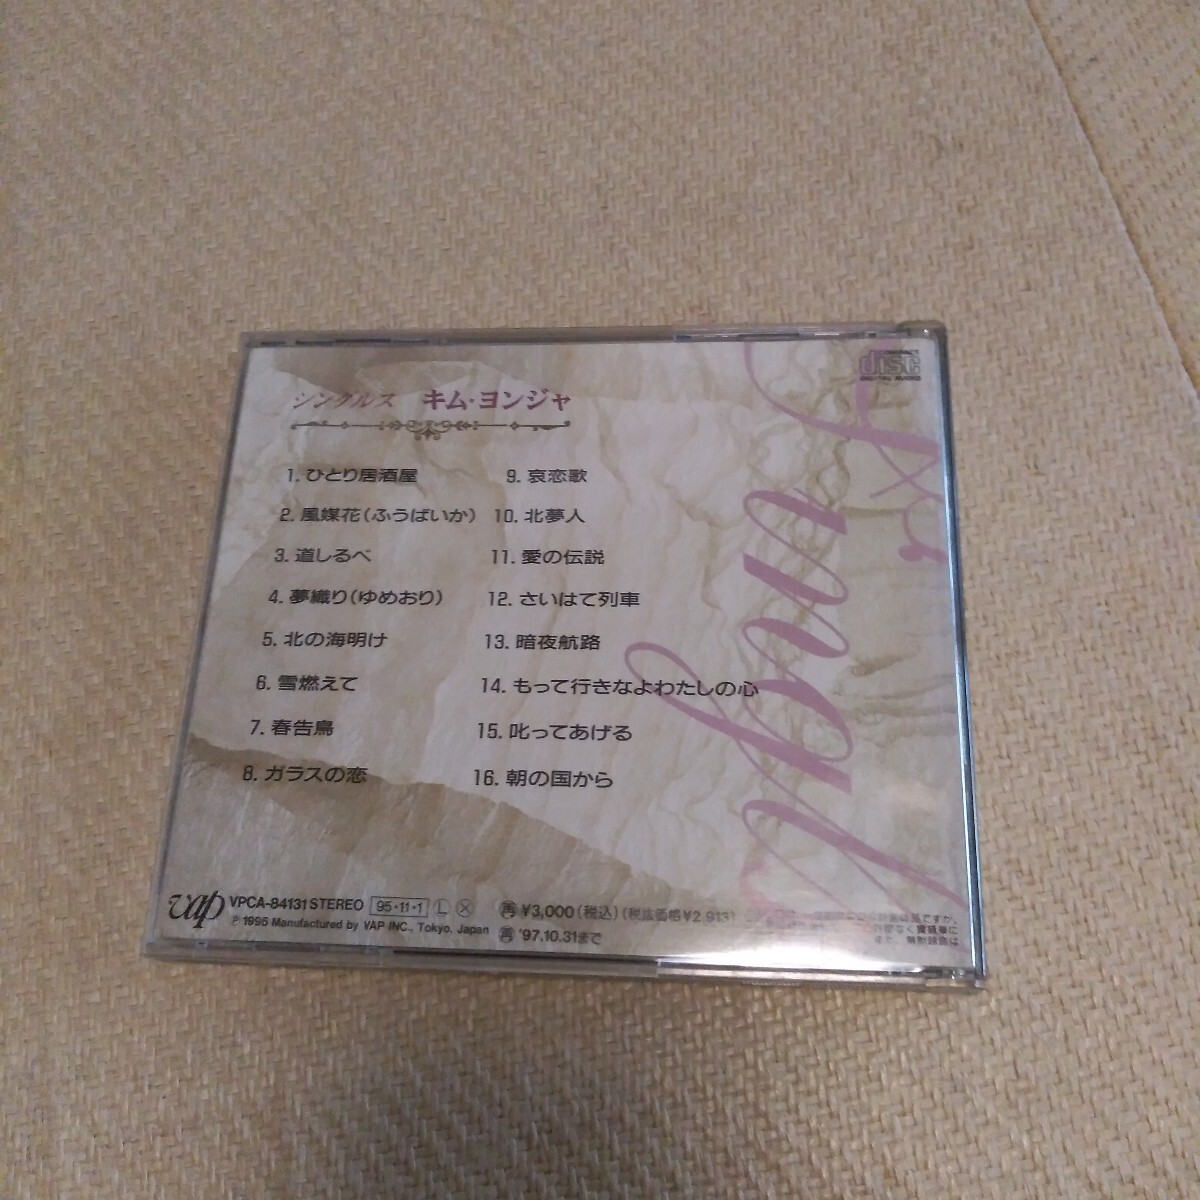 disc
DIGITAL AUDIO
シングルス キム・ヨンジャ
1. ひとり居酒屋
2. 風媒花(ふうばいか)
3. 道しるべ
4. 夢織り(ゆめおり)
5. 北の海明け
6. 雪燃えて
7. 春告鳥
8. ガラスの恋
9. 哀恋歌
10. 北夢人
11. 愛の伝説
12. さいはて列車
13. 暗夜航路
14. もって行きなよわたしの心
15. 叱ってあげる
16. 朝の国から
vap VPCA-84131 STEREO 95・11・1 L X
Ⓟ1995 Manufactured by VAP INC., Tokyo, Japan
再 ¥3,000(税込)(税抜価格¥2,913)
再 '97.10.31まで